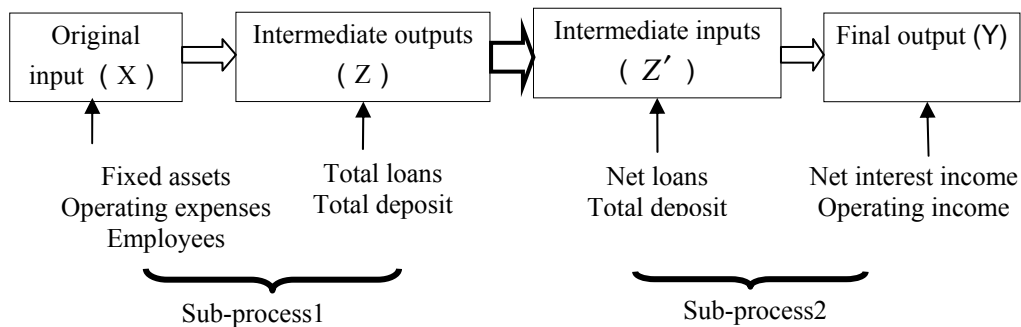 Original
input ( X )
Intermediate outputs
( Z )
Intermediate inputs
( Z′ )
Final output (Y)
Fixed assets
Operating expenses
Employees
Total loans
Total deposit
Net loans
Total deposit
Net interest income
Operating income
Sub-process1
Sub-process2